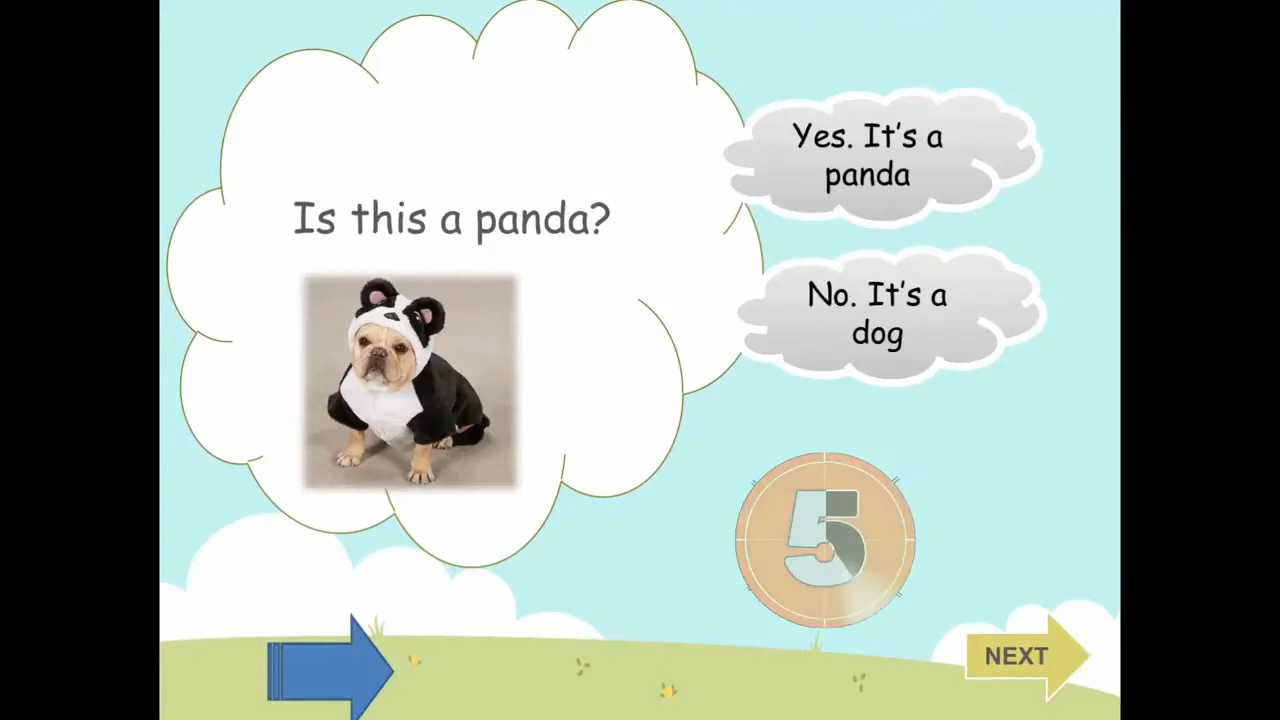 Is this a panda?
Yes. It's a
panda
No. It's a
dog
5
NEXT